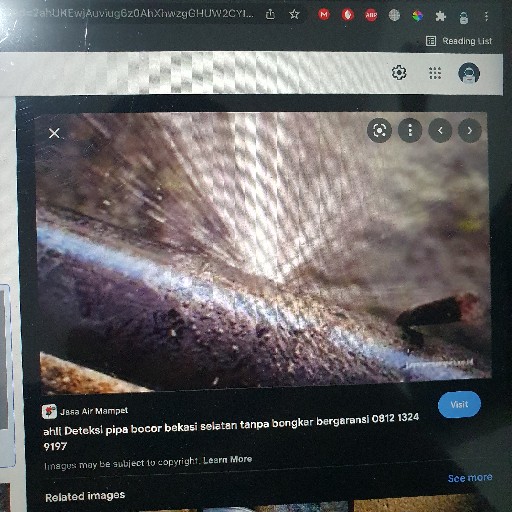 Reading List
Jasa Air Mampet
ahli Deteksi pipa bocor bekasi selatan tanpa bongkar bergaransi 0812 1324
9197
Visit
Images may be subject to copyright. Learn More
See more
Related images